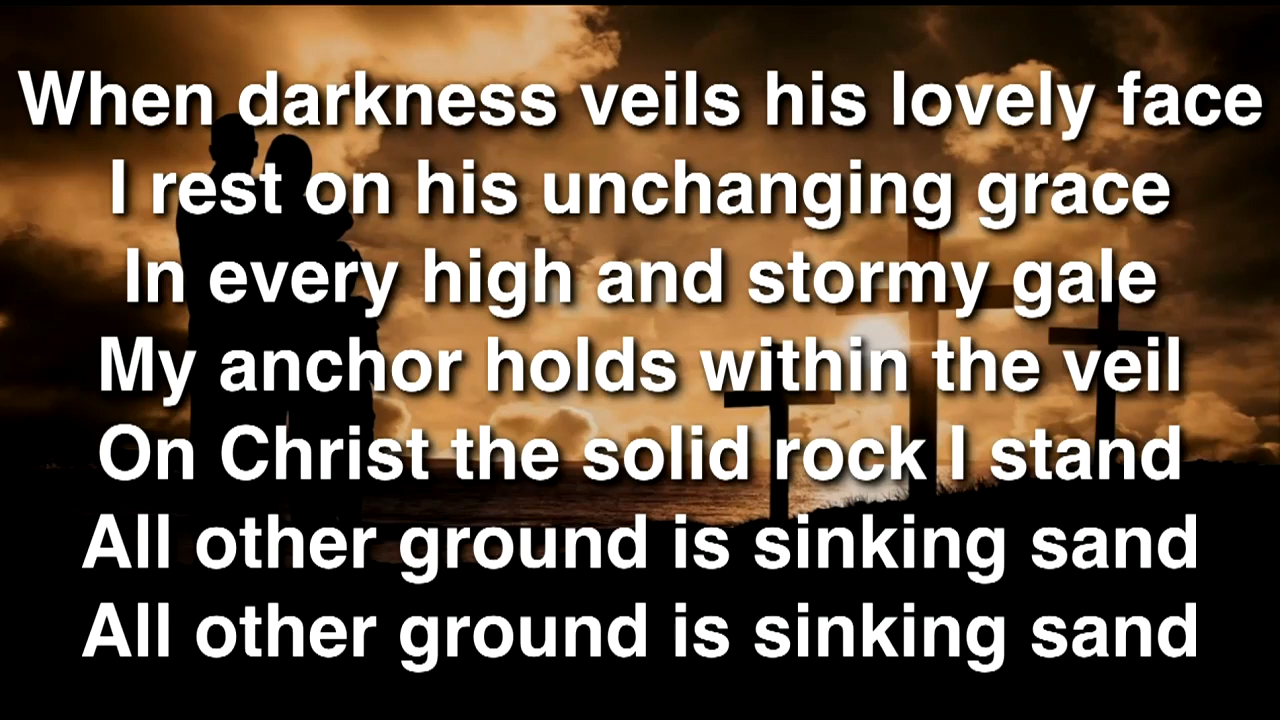 When darkness veils his lovely face
I rest on his unchanging grace
In every high and stormy gale
My anchor holds within the veil
On Christ the solid rock I stand
All other ground is sinking sand
All other ground is sinking sand